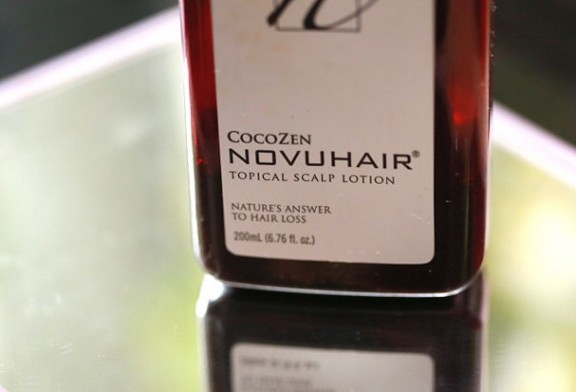 COCOZEN
NOVUHAIR®
TOPICAL SCALP LOTION
NATURE'S ANSWER
TO HAIR LOSS
200mL (6.76 fl. oz.)